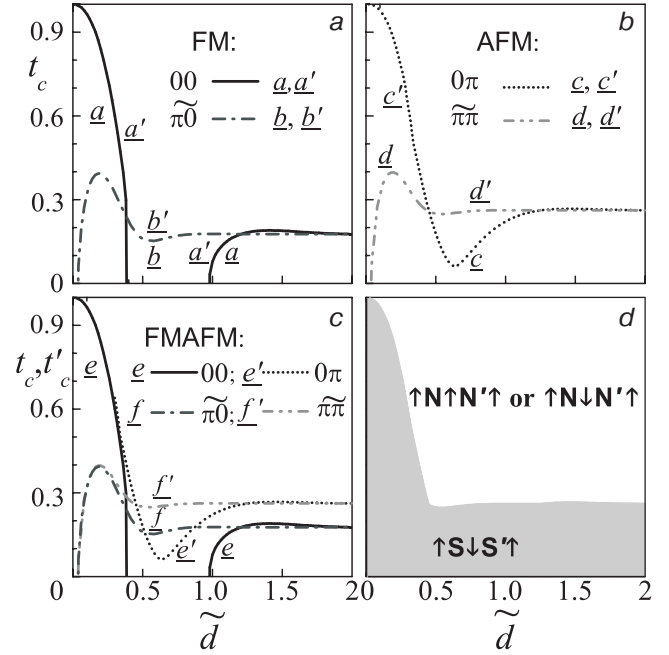 a
FM:
00 a,a′
π̃0 b, b′
0.9
0.6
0.3
0
t_c
a
a′
b′
b
a′
a
b
AFM:
0π c, c′
π̃π̃ d, d′
c′
d
d′
c
c
FMAFM:
e 00; e′ 0π
f π̃0; f′ π̃π̃
0.9
0.6
0.3
0
t_c,t′_c
e
f′
f
e′
e
0.5 1.0 1.5 2
d̃
d
↑N↑N′↑ or ↑N↓N′↑
↑S↓S′↑
0.5 1.0 1.5 2
d̃